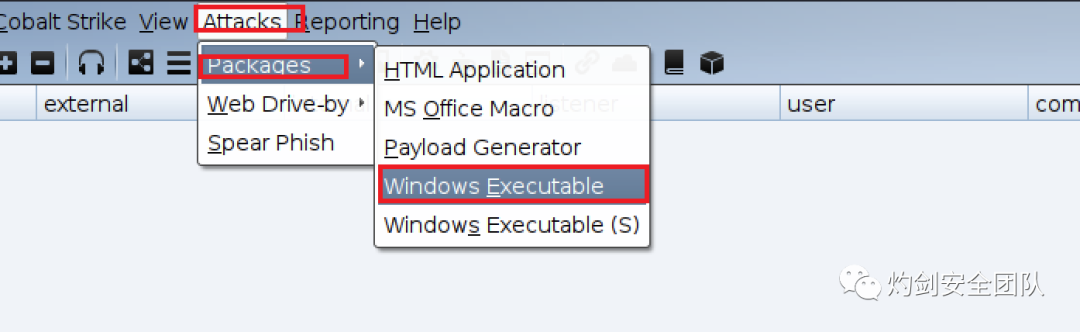 Cobalt Strike View Attacks Reporting Help
Packages
Web Drive-by
Spear Phish
HTML Application
MS Office Macro
Payload Generator
Windows Executable
Windows Executable (S)
external user com
灼剑安全团队